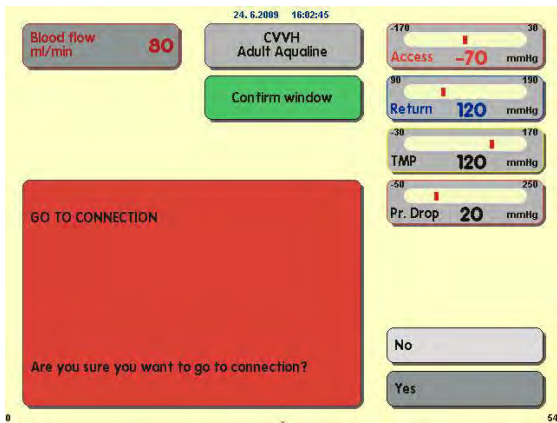 24. 6.2009 16:02:45
Blood flow
ml/min 80
CVVH
Adult Aqualine
Confirm window
-170 30
Access -70 mmHg
90 190
Return 120 mmHg
-30 170
TMP 120 mmHg
-50 250
Pr. Drop 20 mmHg
GO TO CONNECTION
Are you sure you want to go to connection?
No
Yes
0 54